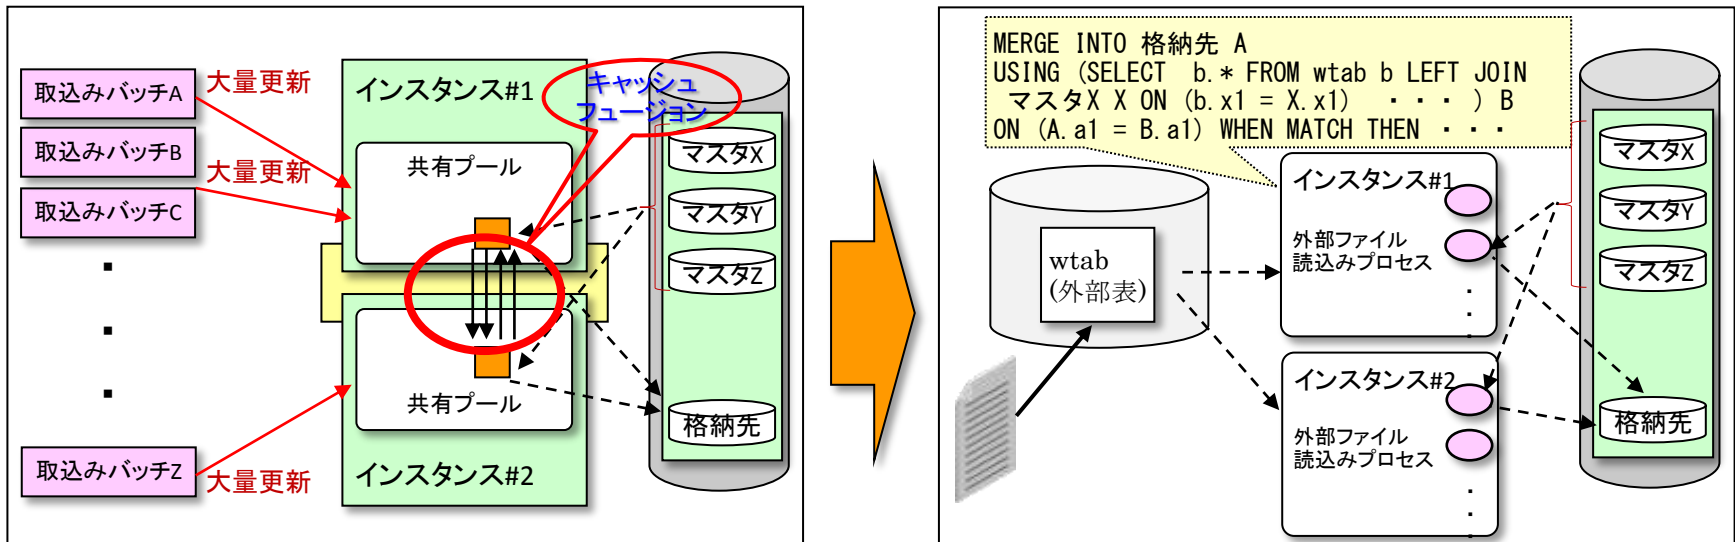 取込みバッチA
大量更新
取込みバッチB
大量更新
取込みバッチC
・
・
・
取込みバッチZ
大量更新
インスタンス#1
キャッシュ
フュージョン
共有プール
共有プール
インスタンス#2
マスタX
マスタY
マスタZ
格納先
MERGE INTO 格納先 A
USING (SELECT b.* FROM wtab b LEFT JOIN
マスタX X ON (b.x1 = X.x1) ・・・ ) B
ON (A.a1 = B.a1) WHEN MATCH THEN ・・・
wtab
(外部表)
インスタンス#1
外部ファイル
読込みプロセス
・
・
・
インスタンス#2
外部ファイル
読込みプロセス
・
・
・
マスタX
マスタY
マスタZ
格納先